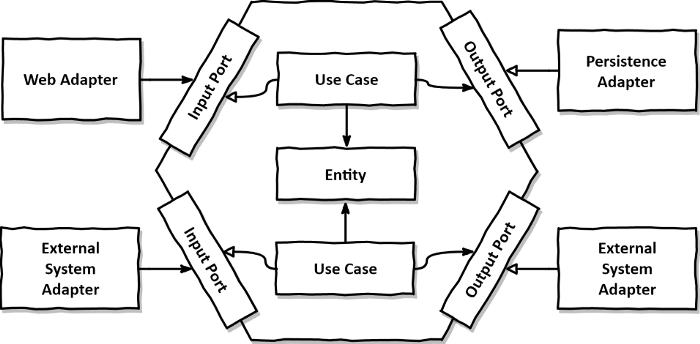 Web Adapter
Input Port
Use Case
Output Port
Persistence
Adapter
Entity
External
System
Adapter
Input Port
Use Case
Output Port
External
System
Adapter